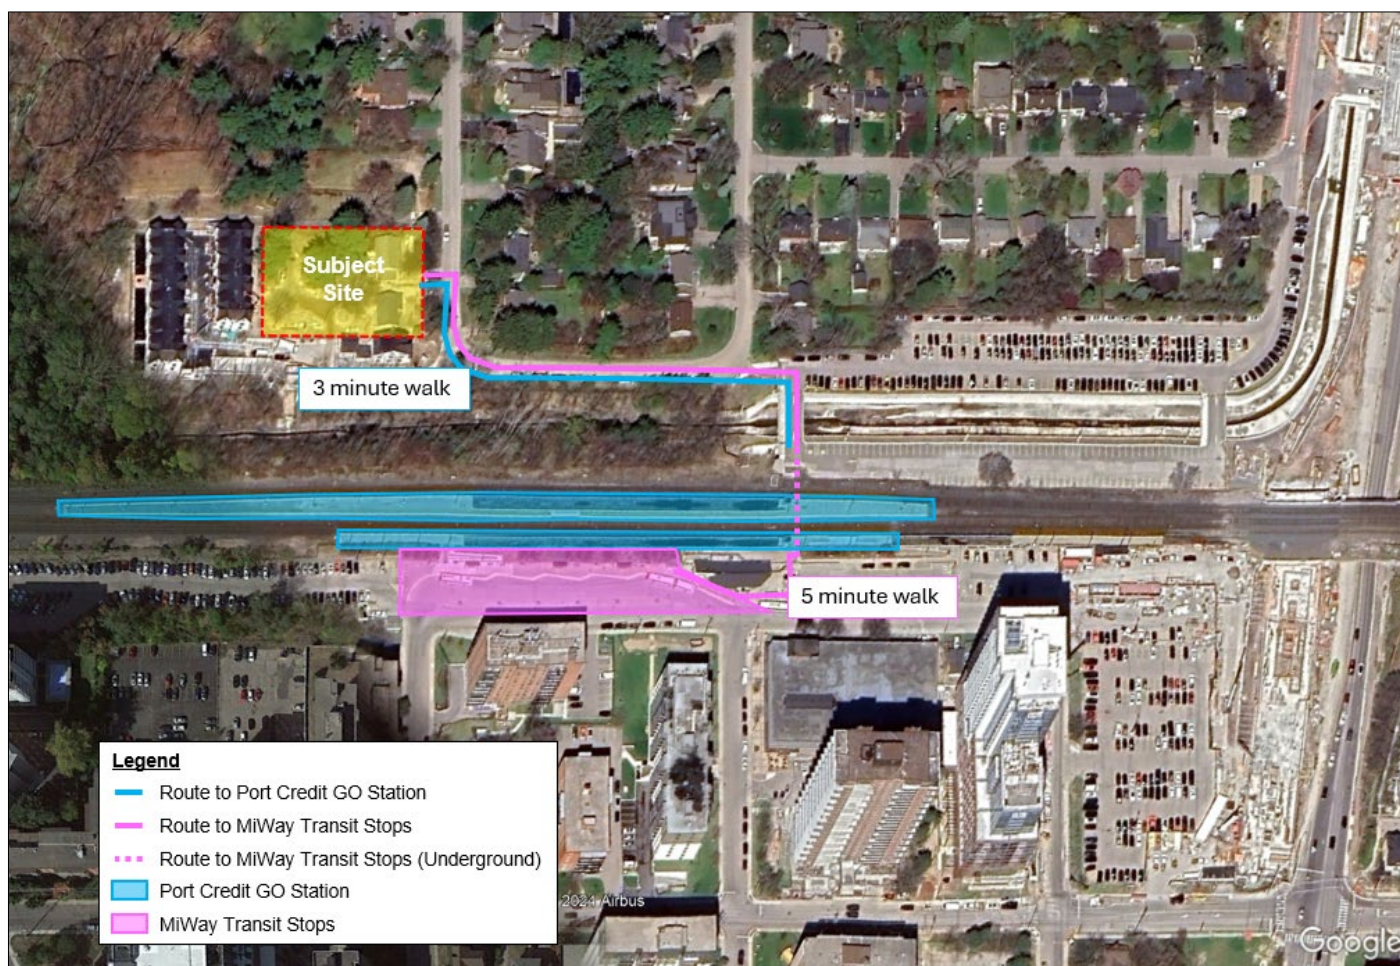 Subject
Site
3 minute walk
5 minute walk
Legend
Route to Port Credit GO Station
Route to MiWay Transit Stops
Route to MiWay Transit Stops (Underground)
Port Credit GO Station
MiWay Transit Stops
2024 Airbus
Google